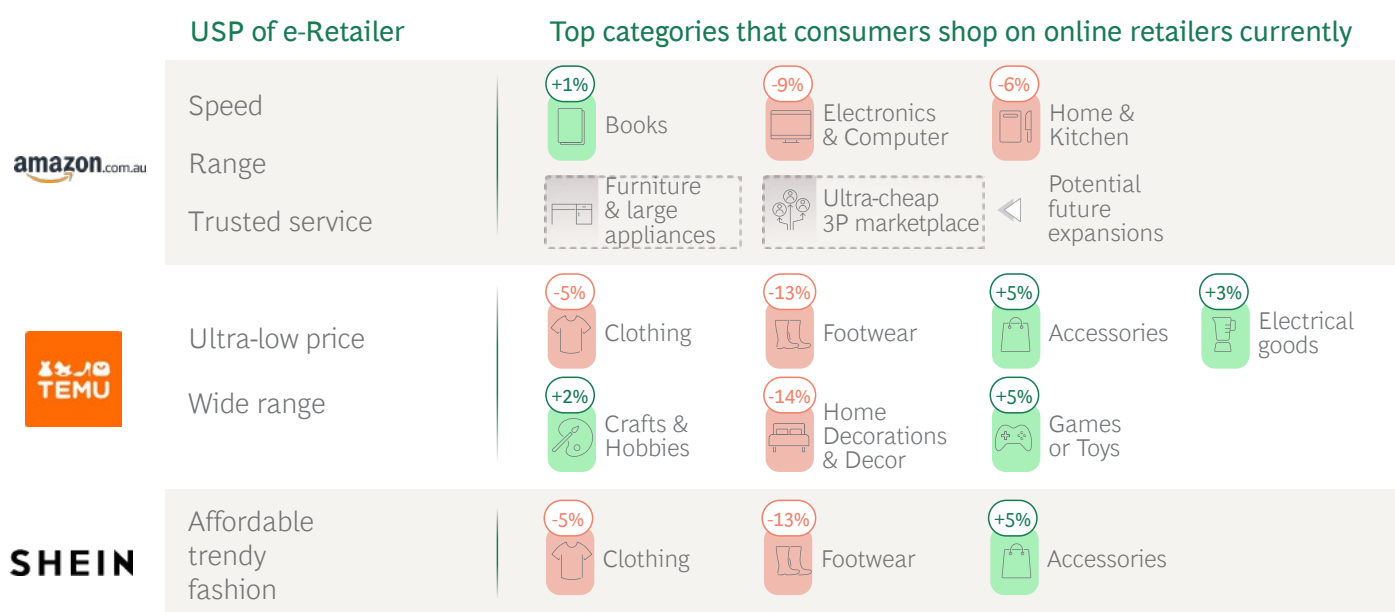 USP of e-Retailer
Top categories that consumers shop on online retailers currently
amazon.com.au
Speed
Range
Trusted service
+1%
Books
-9%
Electronics
& Computer
-6%
Home &
Kitchen
Furniture
& large
appliances
Ultra-cheap
3P marketplace
Potential
future
expansions
TEMU
Ultra-low price
Wide range
-5%
Clothing
-13%
Footwear
+5%
Accessories
+3%
Electrical
goods
+2%
Crafts &
Hobbies
-14%
Home
Decorations
& Decor
+5%
Games
or Toys
SHEIN
Affordable
trendy
fashion
-5%
Clothing
-13%
Footwear
+5%
Accessories